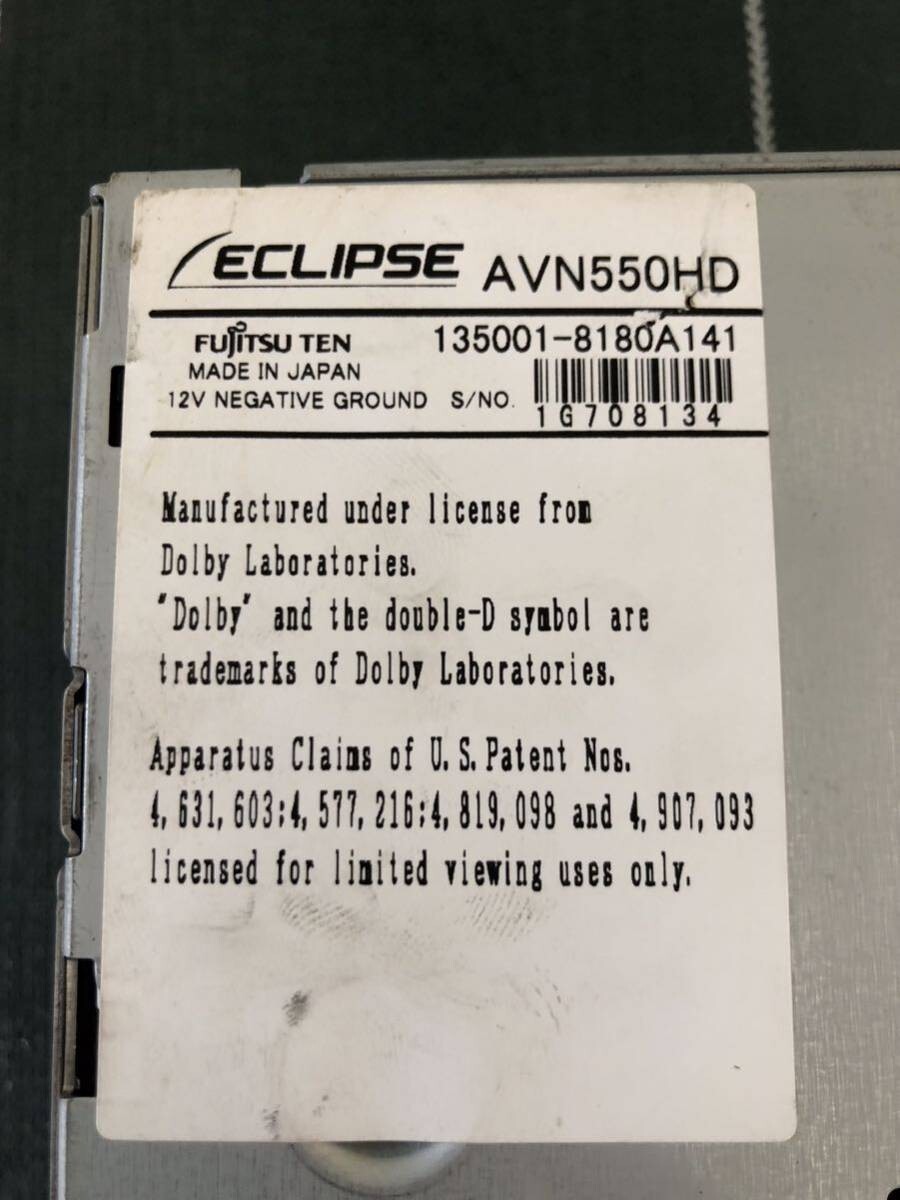 ECLIPSE AVN550HD
FUJITSU TEN 135001-8180A141
MADE IN JAPAN
12V NEGATIVE GROUND S/NO.
1G708134
Manufactured under license from
Dolby Laboratories.
"Dolby" and the double-D symbol are
trademarks of Dolby Laboratories.
Apparatus Claims of U.S.Patent Nos.
4,631,603;4,577,216;4,819,098 and 4,907,093
licensed for limited viewing uses only.